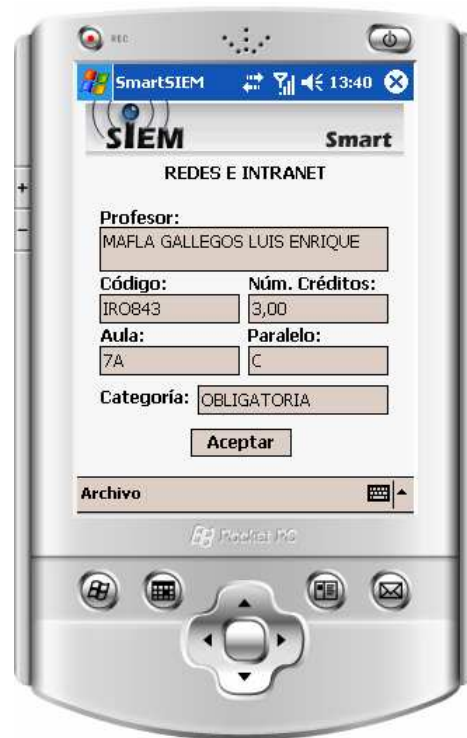 REC
SmartSIEM 13:40
SIEM
Smart
REDES E INTRANET
Profesor:
MAFLA GALLEGOS LUIS ENRIQUE
Código: Núm. Créditos:
IRO843 3,00
Aula: Paralelo:
7A C
Categoría: OBLIGATORIA
Aceptar
Archivo
Pocket PC